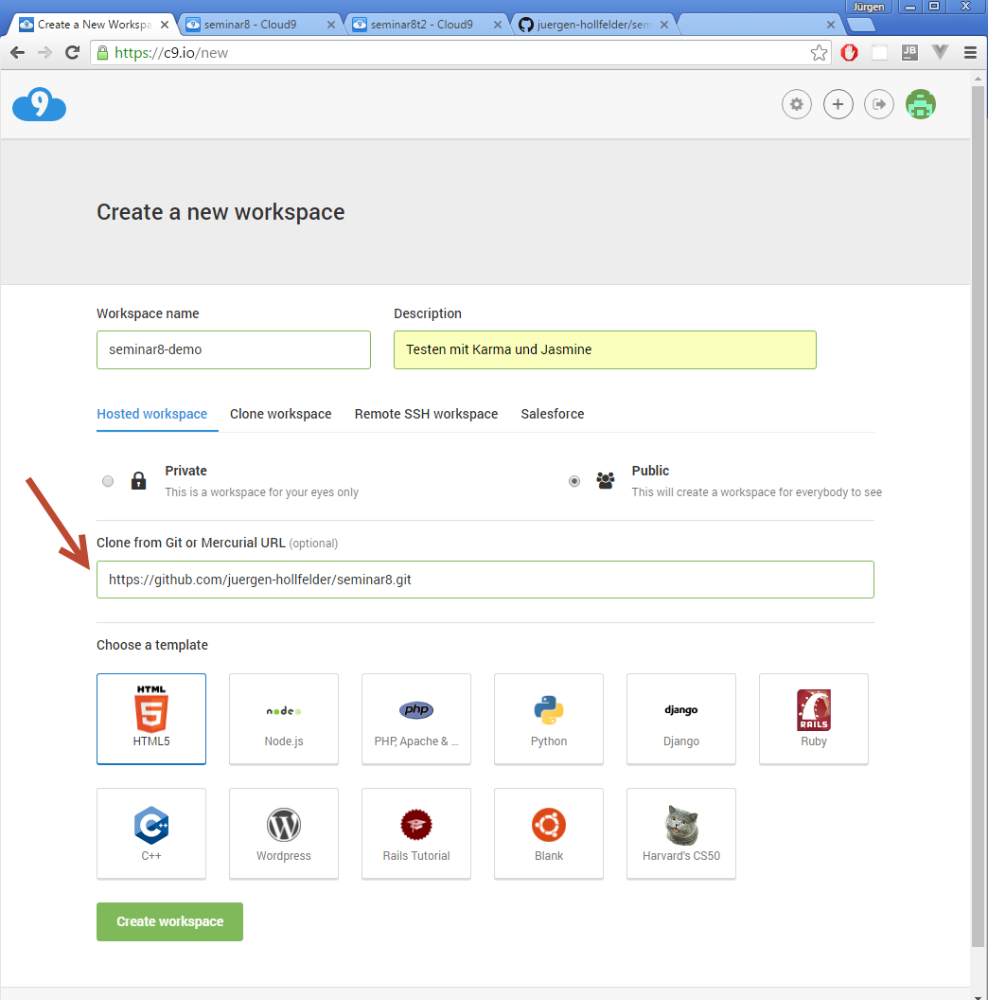 Jürgen
Create a New Workspa
seminar8 - Cloud9
seminar8t2 - Cloud9
juergen-hollfelder/sem
https://c9.io/new
JB
9
Create a new workspace
Workspace name
Description
seminar8-demo
Testen mit Karma und Jasmine
Hosted workspace
Clone workspace
Remote SSH workspace
Salesforce
Private
This is a workspace for your eyes only
Public
This will create a workspace for everybody to see
Clone from Git or Mercurial URL (optional)
https://github.com/juergen-hollfelder/seminar8.git
Choose a template
HTML
5
HTML5
node
Node.js
php
PHP, Apache & ...
Python
django
Django
RAILS
Ruby
C++
C++
W
Wordpress
Rails Tutorial
Blank
Harvard's CS50
Create workspace